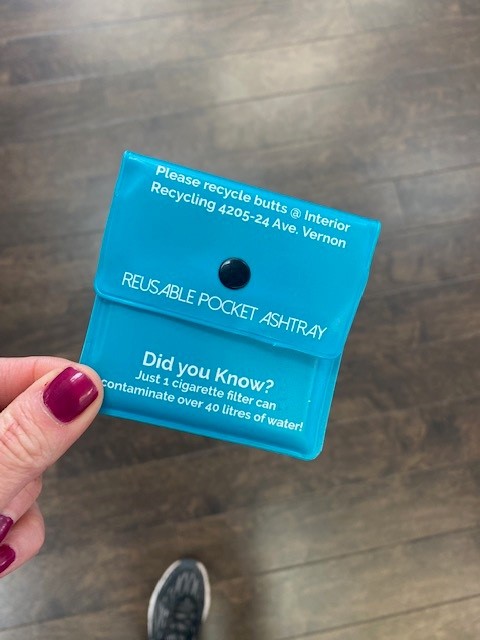 Please recycle butts @ Interior
Recycling 4205-24 Ave. Vernon
REUSABLE POCKET ASHTRAY
Did you Know?
Just 1 cigarette filter can
contaminate over 40 litres of water!